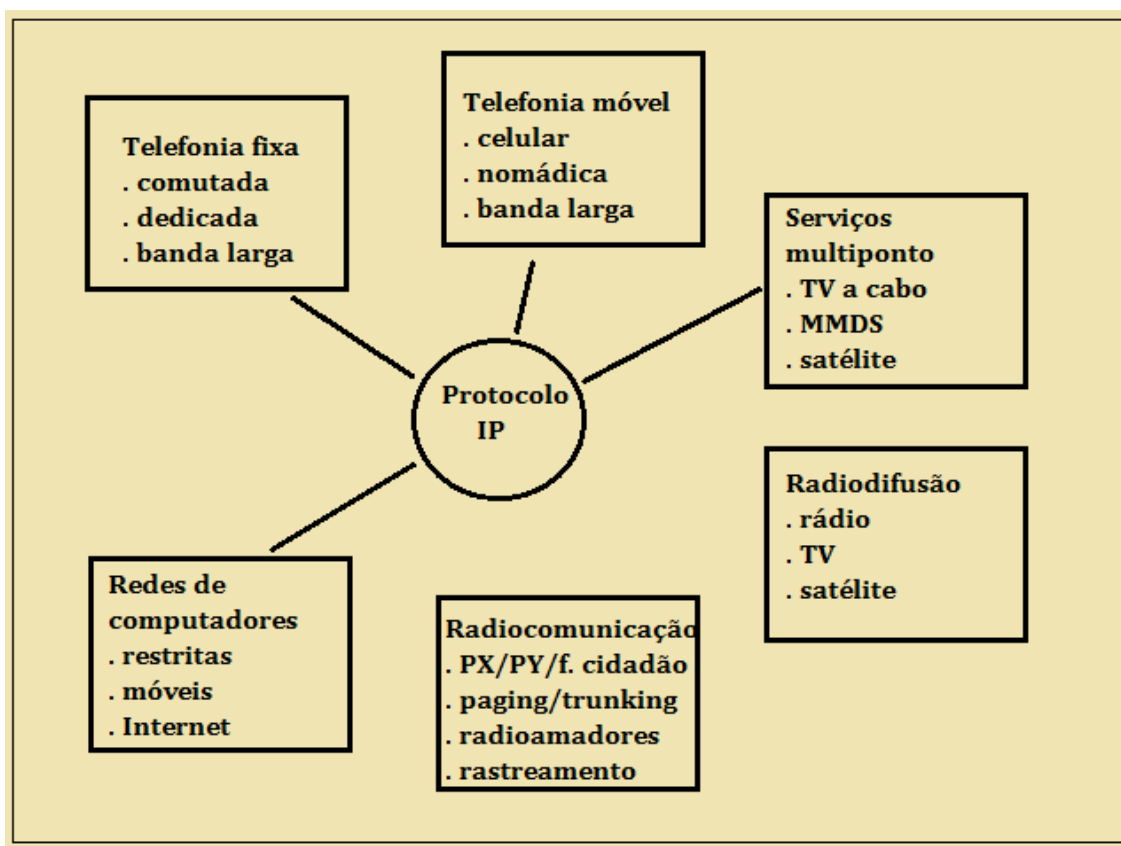 Telefonia fixa
. comutada
. dedicada
. banda larga
Telefonia móvel
. celular
. nomádica
. banda larga
Serviços
multiponto
. TV a cabo
. MMDS
. satélite
Protocolo
IP
Radiodifusão
. rádio
. TV
. satélite
Redes de
computadores
. restritas
. móveis
. Internet
Radiocomunicação
. PX/PY/f. cidadão
. paging/trunking
. radioamadores
. rastreamento